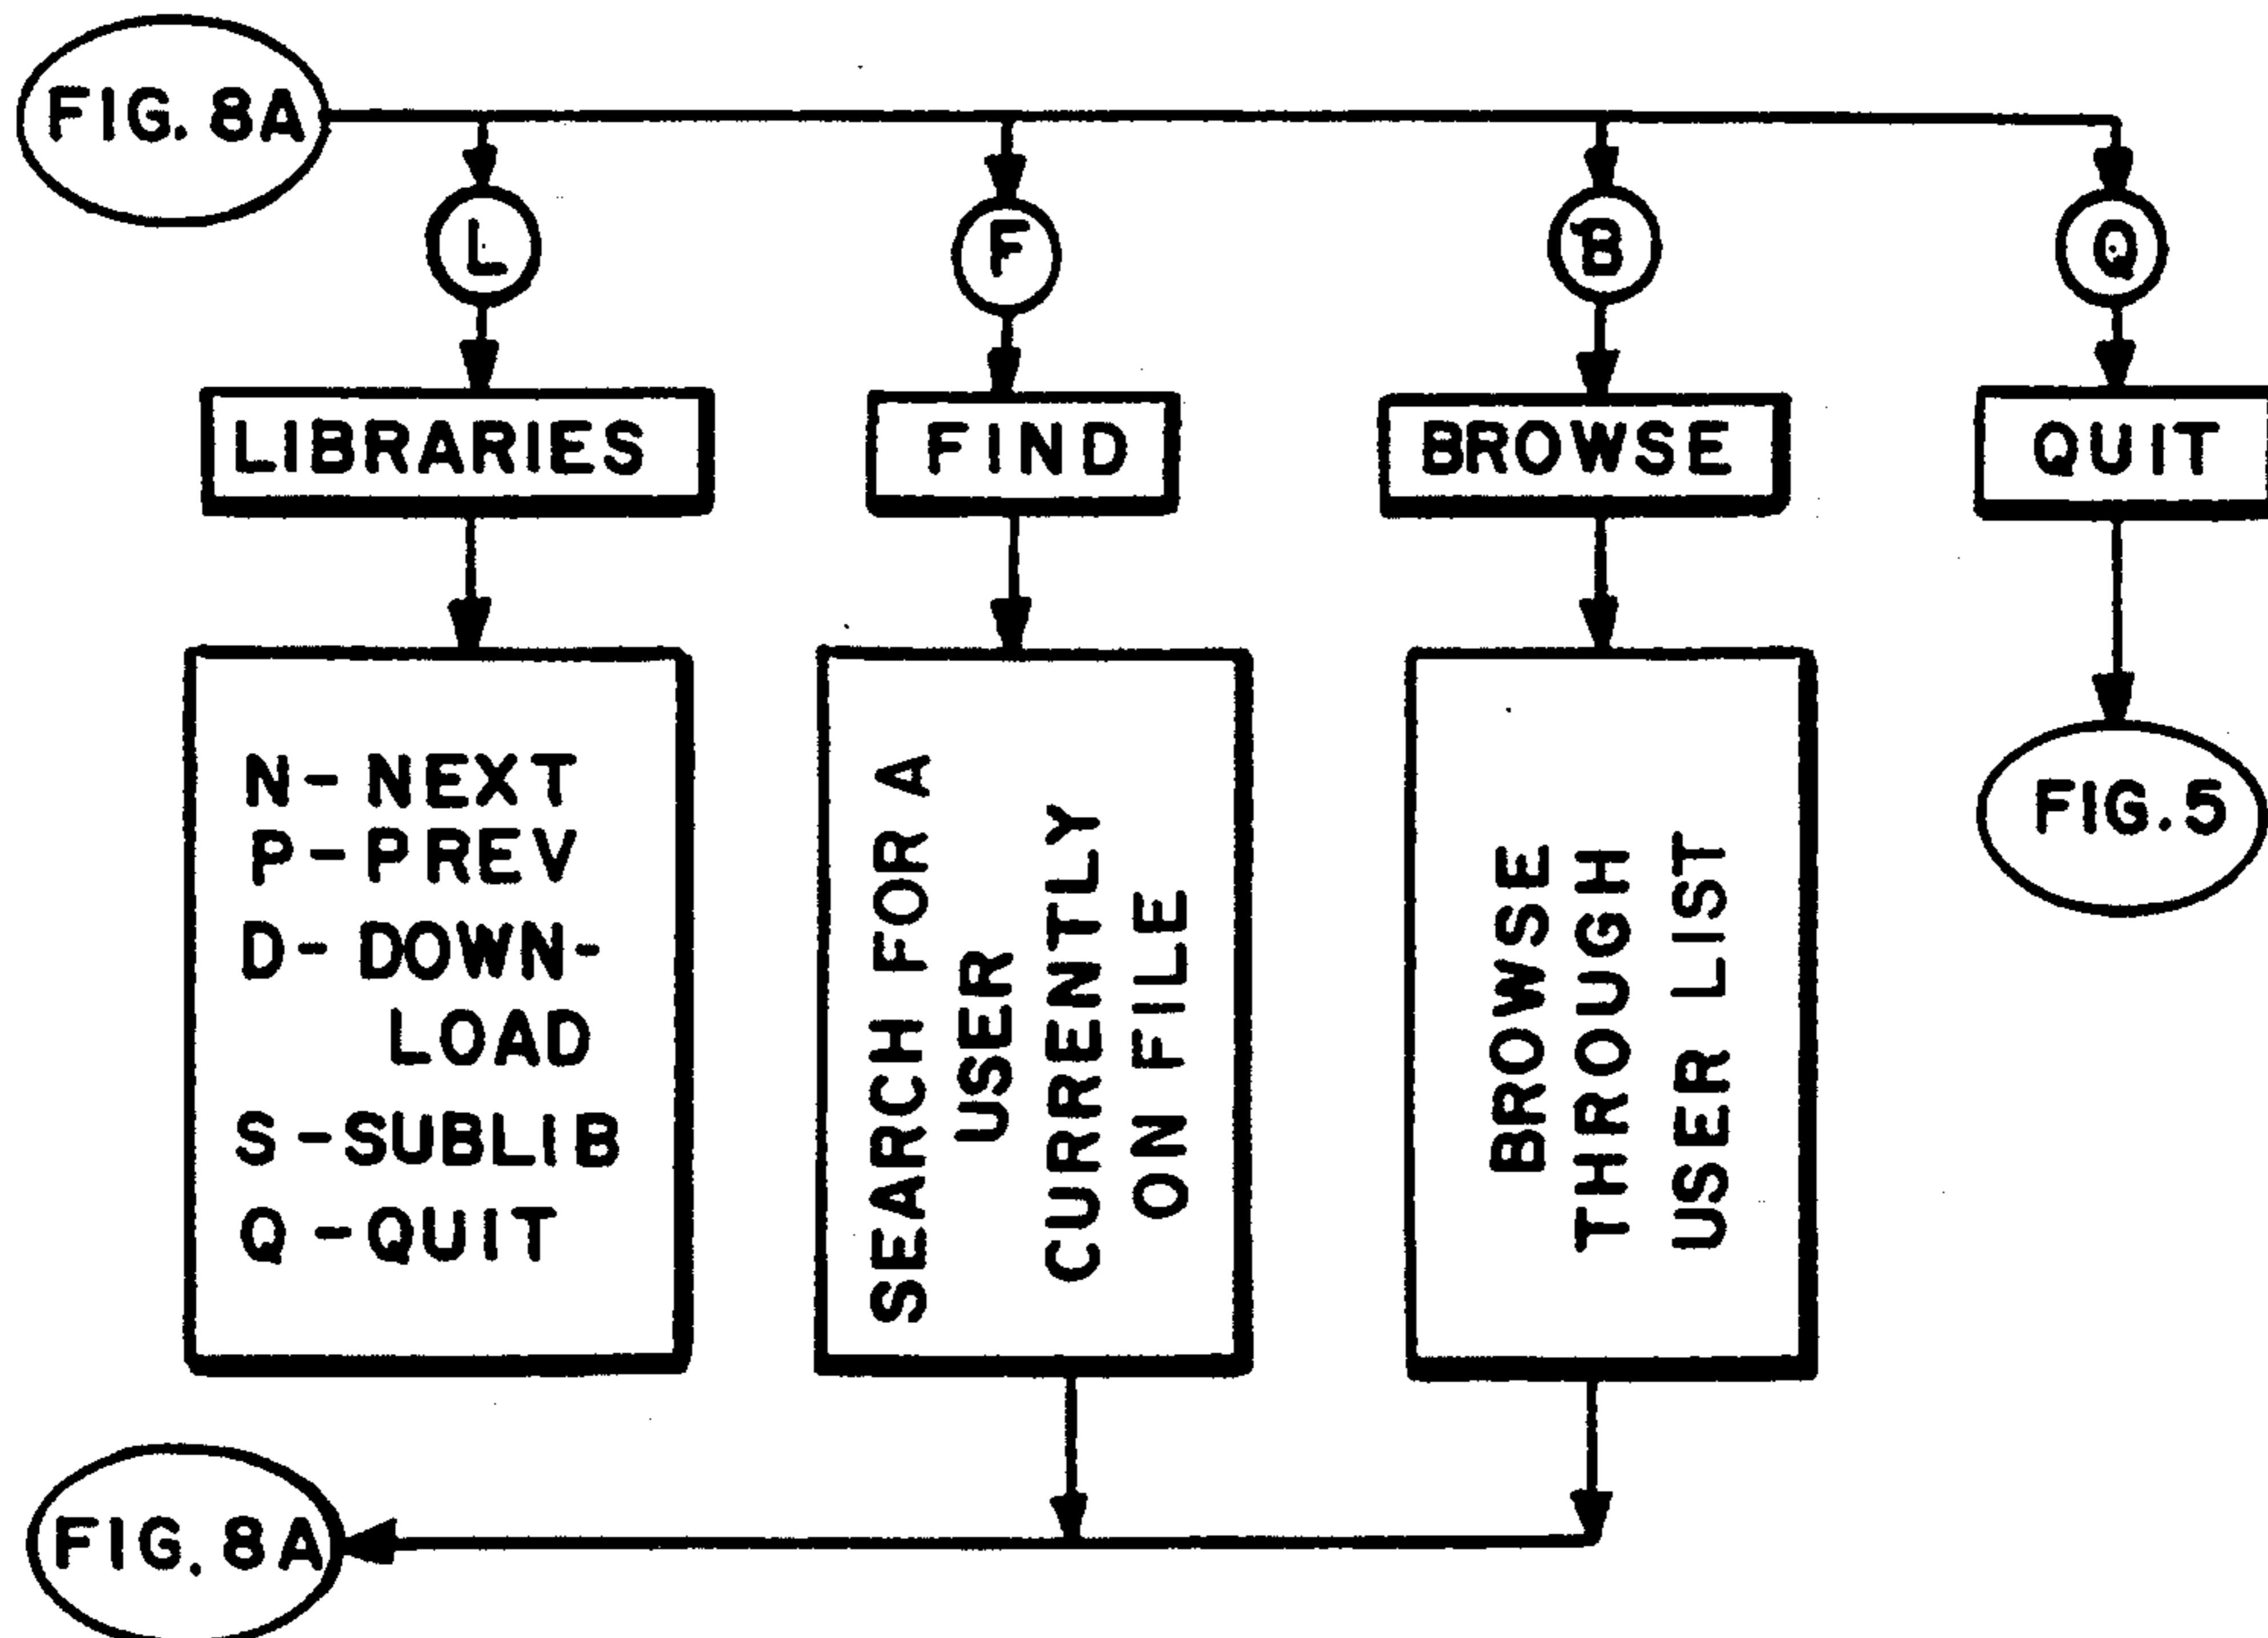 FIG. 8A
L
F
B
Q
LIBRARIES
FIND
BROWSE
QUIT
N - NEXT
P - PREV
D - DOWN-
LOAD
S - SUBLIB
Q - QUIT
SEARCH FOR A
USER
CURRENTLY
ON FILE
BROWSE
THROUGH
USER LIST
FIG. 5
FIG. 8A